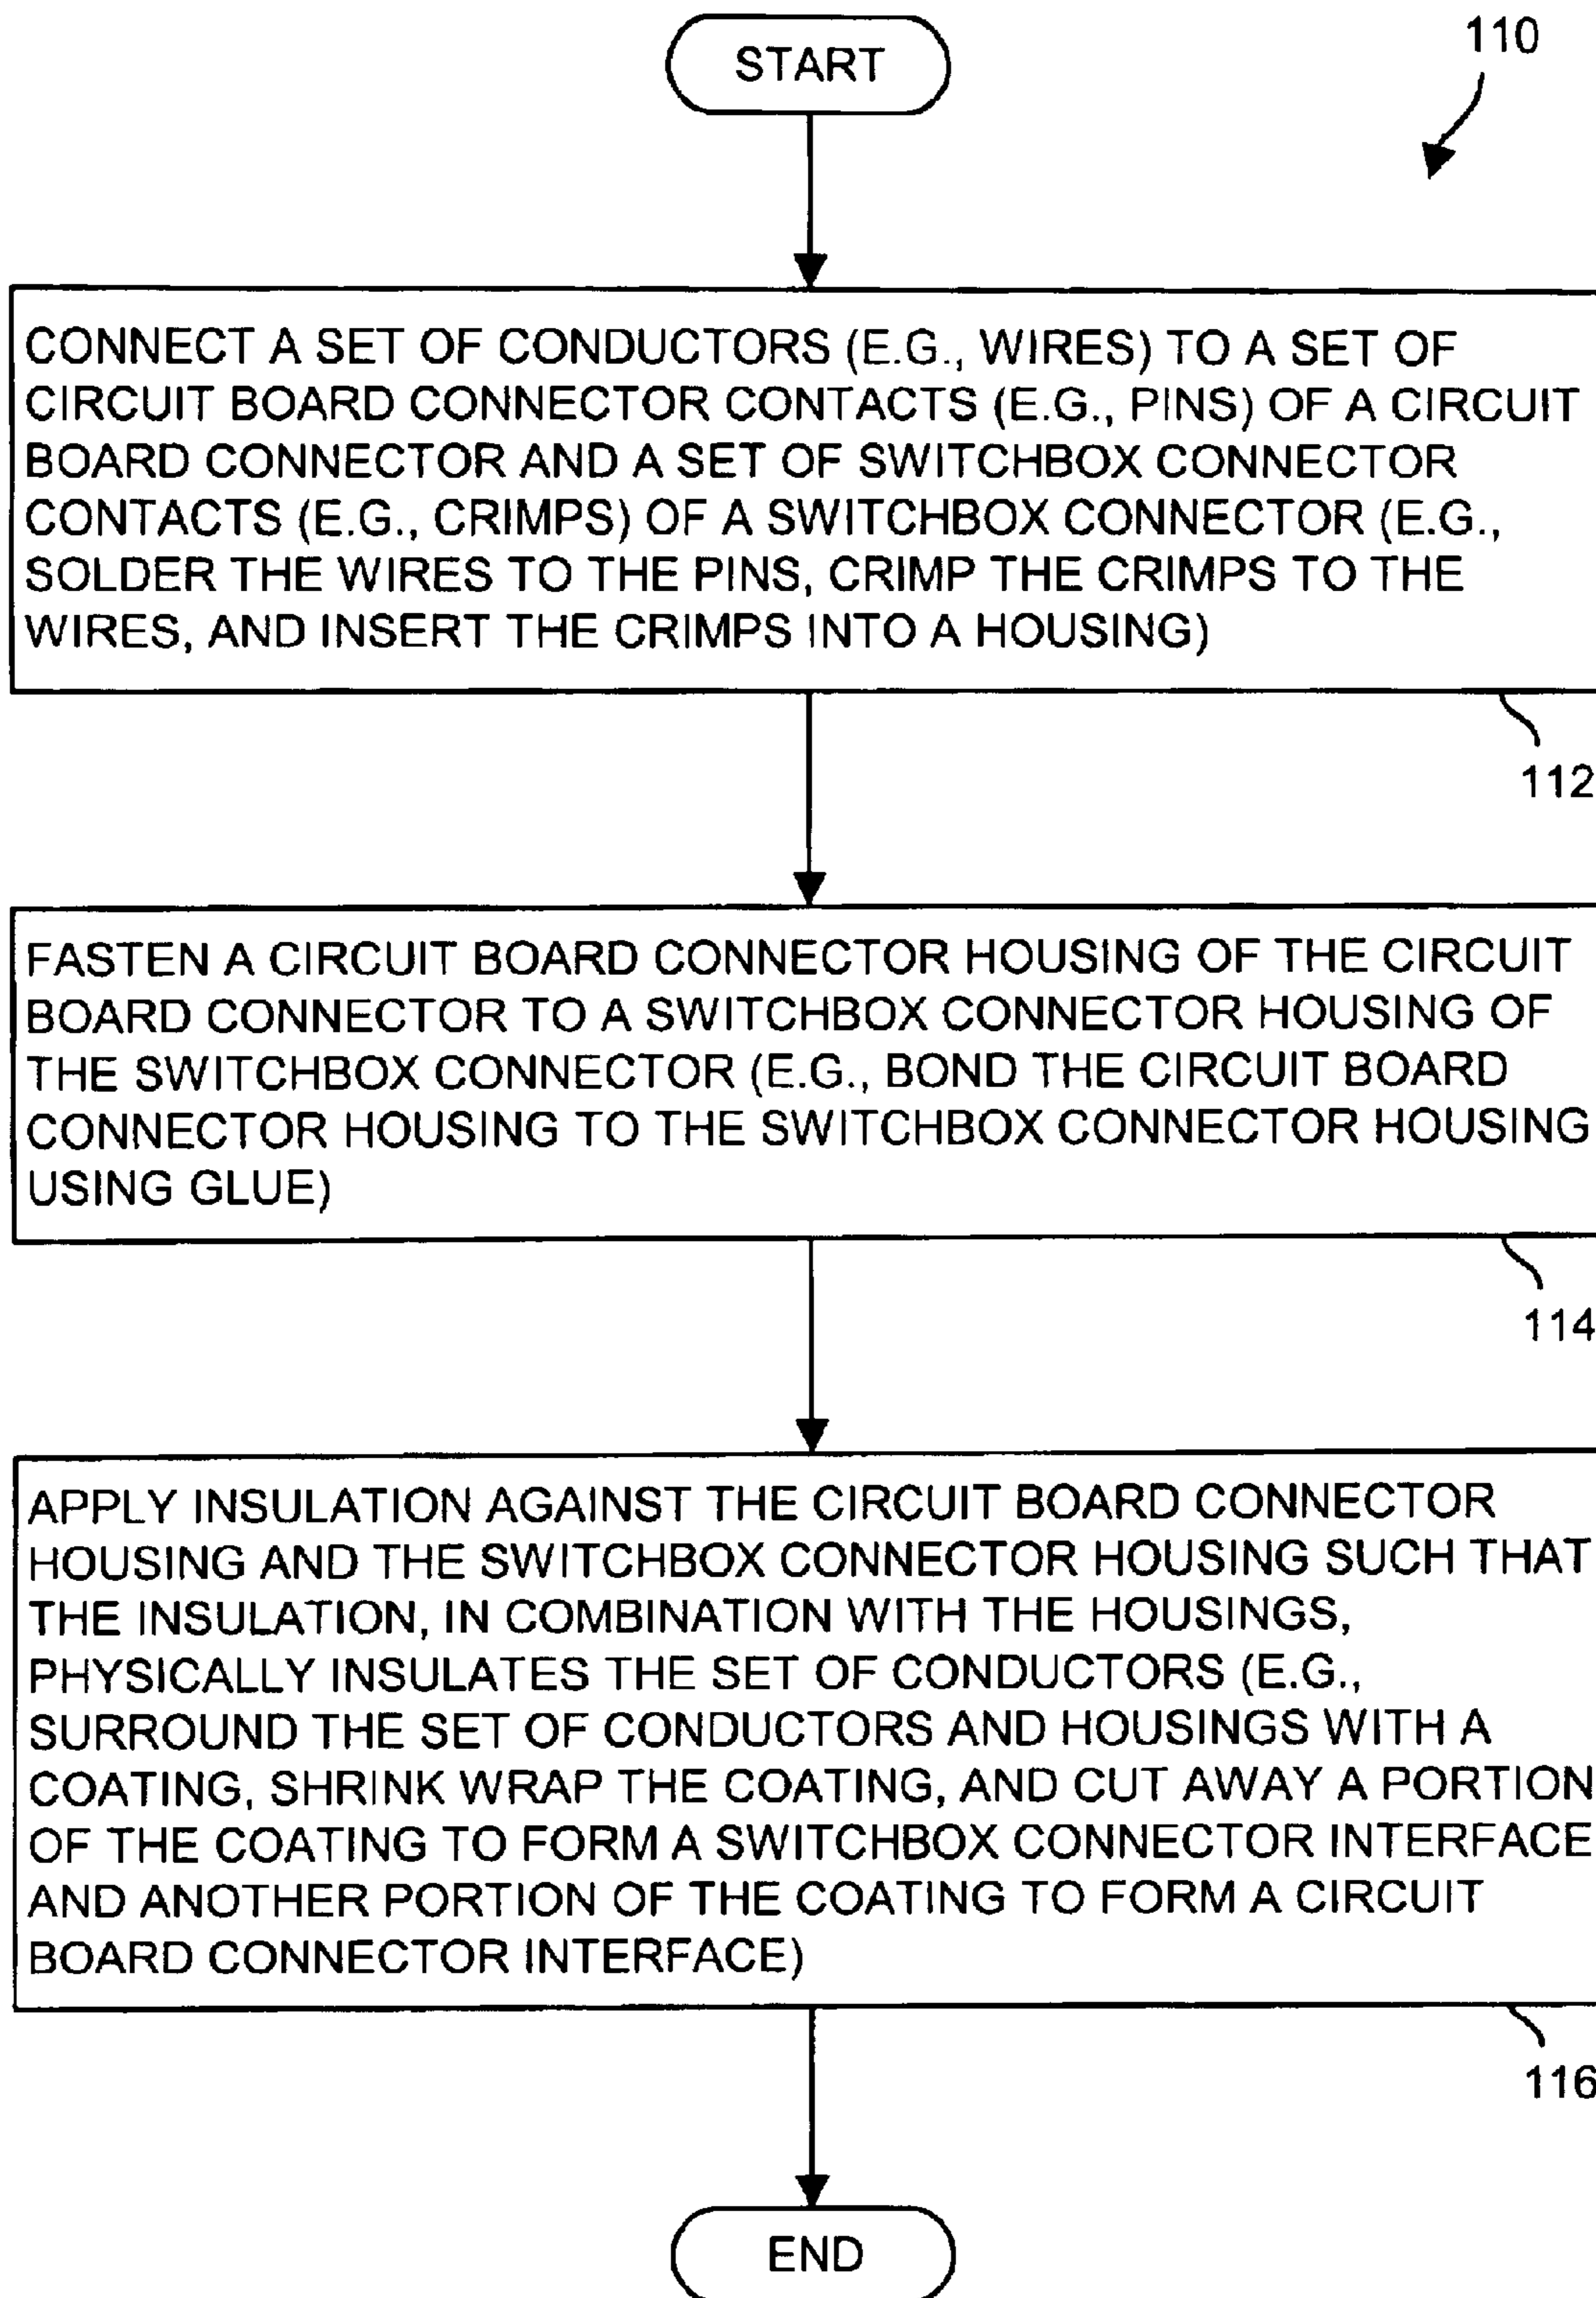 START
110
CONNECT A SET OF CONDUCTORS (E.G., WIRES) TO A SET OF
CIRCUIT BOARD CONNECTOR CONTACTS (E.G., PINS) OF A CIRCUIT
BOARD CONNECTOR AND A SET OF SWITCHBOX CONNECTOR
CONTACTS (E.G., CRIMPS) OF A SWITCHBOX CONNECTOR (E.G.,
SOLDER THE WIRES TO THE PINS, CRIMP THE CRIMPS TO THE
WIRES, AND INSERT THE CRIMPS INTO A HOUSING)
112
FASTEN A CIRCUIT BOARD CONNECTOR HOUSING OF THE CIRCUIT
BOARD CONNECTOR TO A SWITCHBOX CONNECTOR HOUSING OF
THE SWITCHBOX CONNECTOR (E.G., BOND THE CIRCUIT BOARD
CONNECTOR HOUSING TO THE SWITCHBOX CONNECTOR HOUSING
USING GLUE)
114
APPLY INSULATION AGAINST THE CIRCUIT BOARD CONNECTOR
HOUSING AND THE SWITCHBOX CONNECTOR HOUSING SUCH THAT
THE INSULATION, IN COMBINATION WITH THE HOUSINGS,
PHYSICALLY INSULATES THE SET OF CONDUCTORS (E.G.,
SURROUND THE SET OF CONDUCTORS AND HOUSINGS WITH A
COATING, SHRINK WRAP THE COATING, AND CUT AWAY A PORTION
OF THE COATING TO FORM A SWITCHBOX CONNECTOR INTERFACE
AND ANOTHER PORTION OF THE COATING TO FORM A CIRCUIT
BOARD CONNECTOR INTERFACE)
116
END